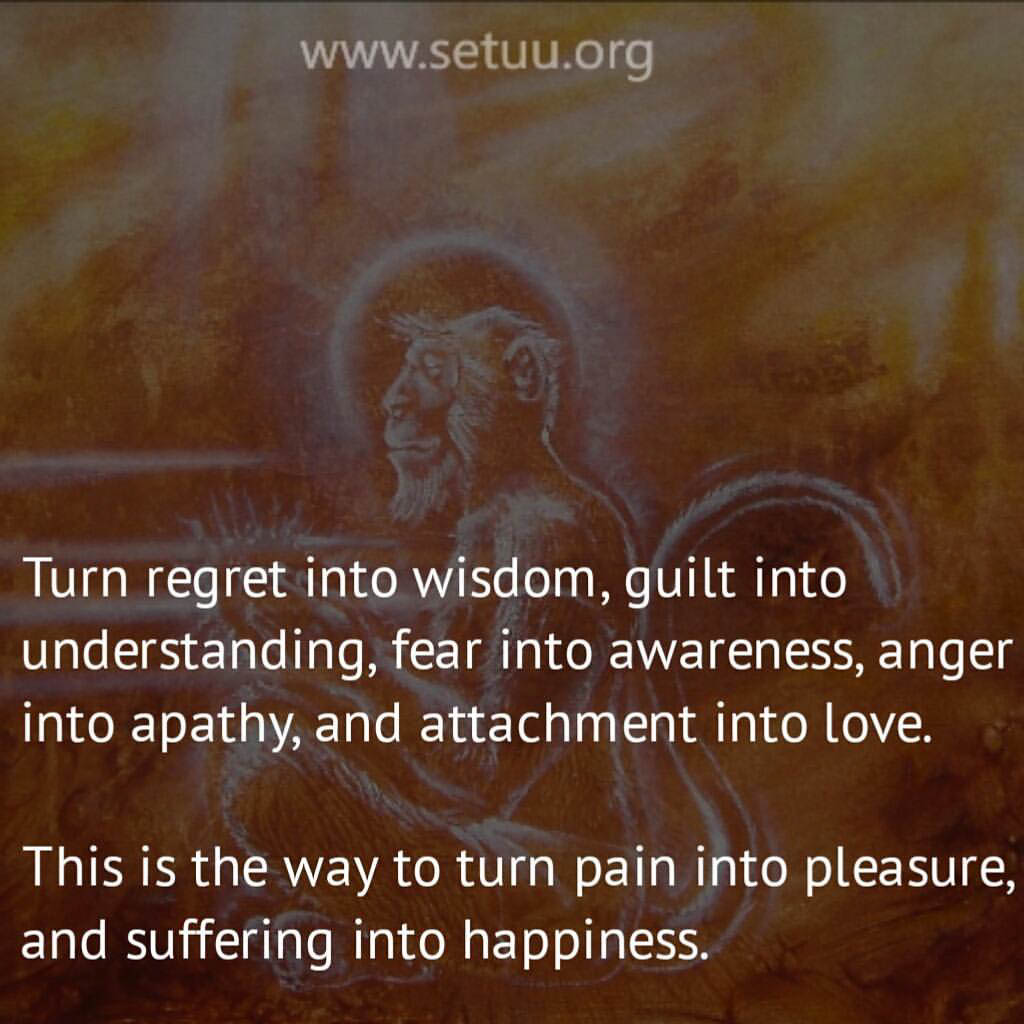 www.setuu.org
Turn regret into wisdom, guilt into
understanding, fear into awareness, anger
into apathy, and attachment into love.
This is the way to turn pain into pleasure,
and suffering into happiness.